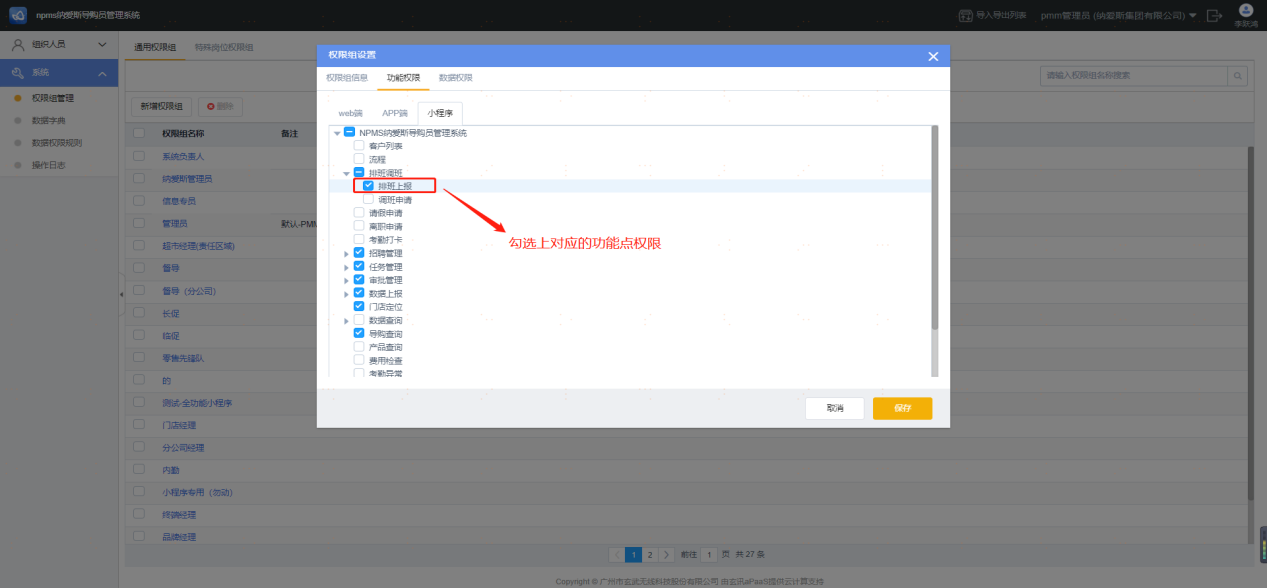 npms纳爱斯导购员管理系统
导入导出列表
pmm管理员 (纳爱斯集团有限公司)
组织人员
系统
权限组管理
数据字典
数据权限规则
操作日志
通用权限组 特殊岗位权限组
请输入权限组名称搜索
新增权限组 删除
权限组名称 备注
系统负责人
纳爱斯管理员
信息专员
管理员 默认-PMM
超市经理(责任区域)
督导
督导（分公司）
长促
临促
零售先锋队
的
测试-全功能小程序
门店经理
分公司经理
内勤
小程序专用（勿动）
终端经理
品牌经理
1 2 前往 1 页 共 27 条
Copyright © 广州市玄武无线科技股份有限公司 由玄讯aPaaS提供云计算支持
权限组设置
权限组信息 功能权限 数据权限
web端 APP端 小程序
NPMS纳爱斯导购员管理系统
客户列表
流程
排班调班
排班上报
调班申请
请假申请
离职申请
考勤打卡
招聘管理
任务管理
审批管理
数据上报
门店定位
数据查询
导购查询
产品查询
费用检查
考勤异常
勾选上对应的功能点权限
取消 保存